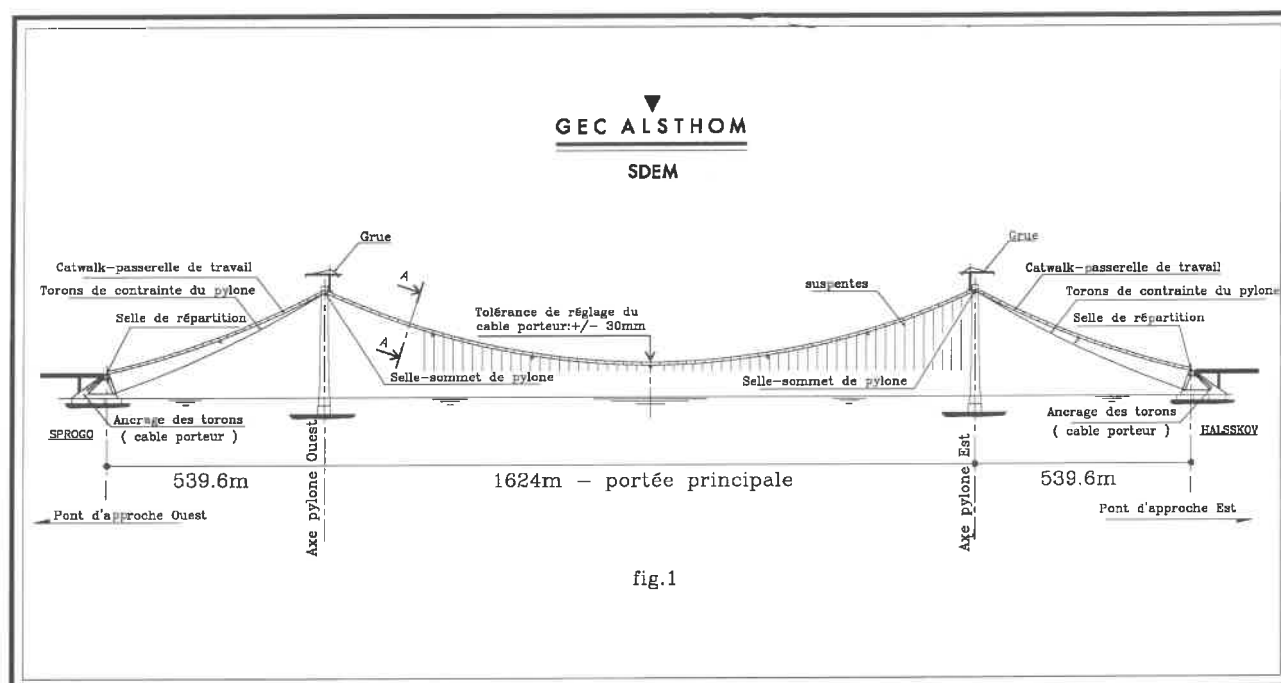 GEC ALSTHOM
SDEM
Grue
Grue
Catwalk-passerelle de travail
Torons de contrainte du pylone
Selle de répartition
A
A
Tolérance de réglage du
cable porteur:+/- 30mm
suspentes
Catwalk-passerelle de travail
Torons de contrainte du pylone
Selle de répartition
Selle-sommet de pylone
Selle-sommet de pylone
Ancrage des torons
( cable porteur )
SPROGO
Ancrage des torons
( cable porteur )
HALSSKOV
539.6m
Axe pylone Ouest
1624m - portée principale
Axe pylone Est
539.6m
Pont d'approche Ouest
Pont d'approche Est
fig.1